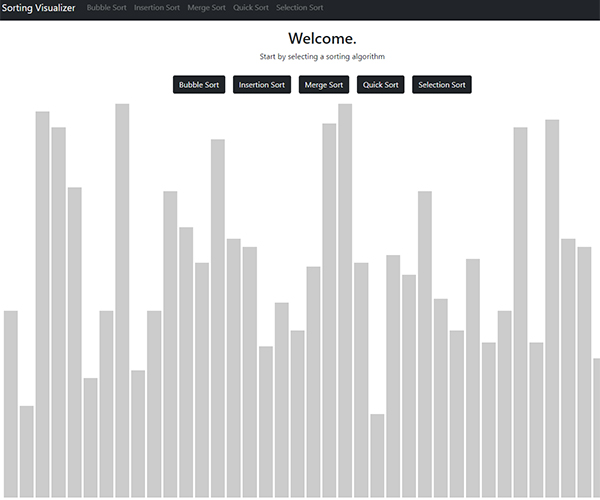 Sorting Visualizer Bubble Sort Insertion Sort Merge Sort Quick Sort Selection Sort
Welcome.
Start by selecting a sorting algorithm
Bubble Sort Insertion Sort Merge Sort Quick Sort Selection Sort